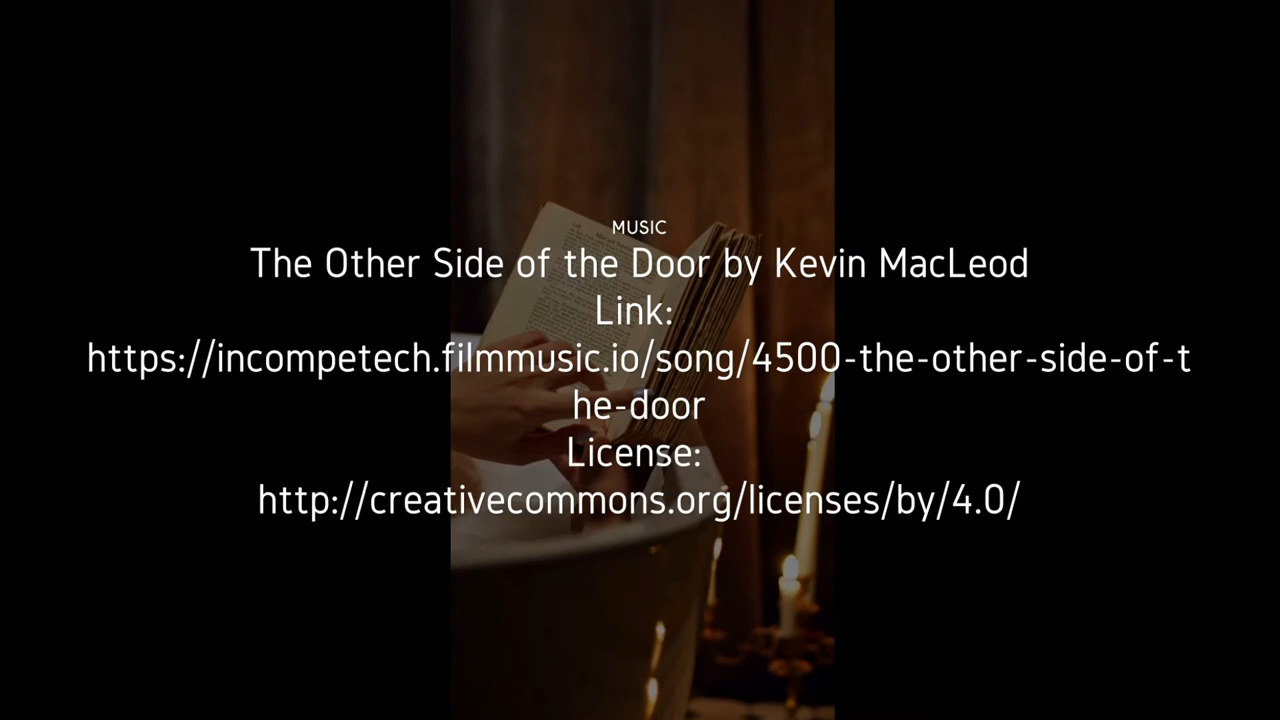 MUSIC
The Other Side of the Door by Kevin MacLeod
Link:
https://incompetech.filmmusic.io/song/4500-the-other-side-of-t
he-door
License:
http://creativecommons.org/licenses/by/4.0/